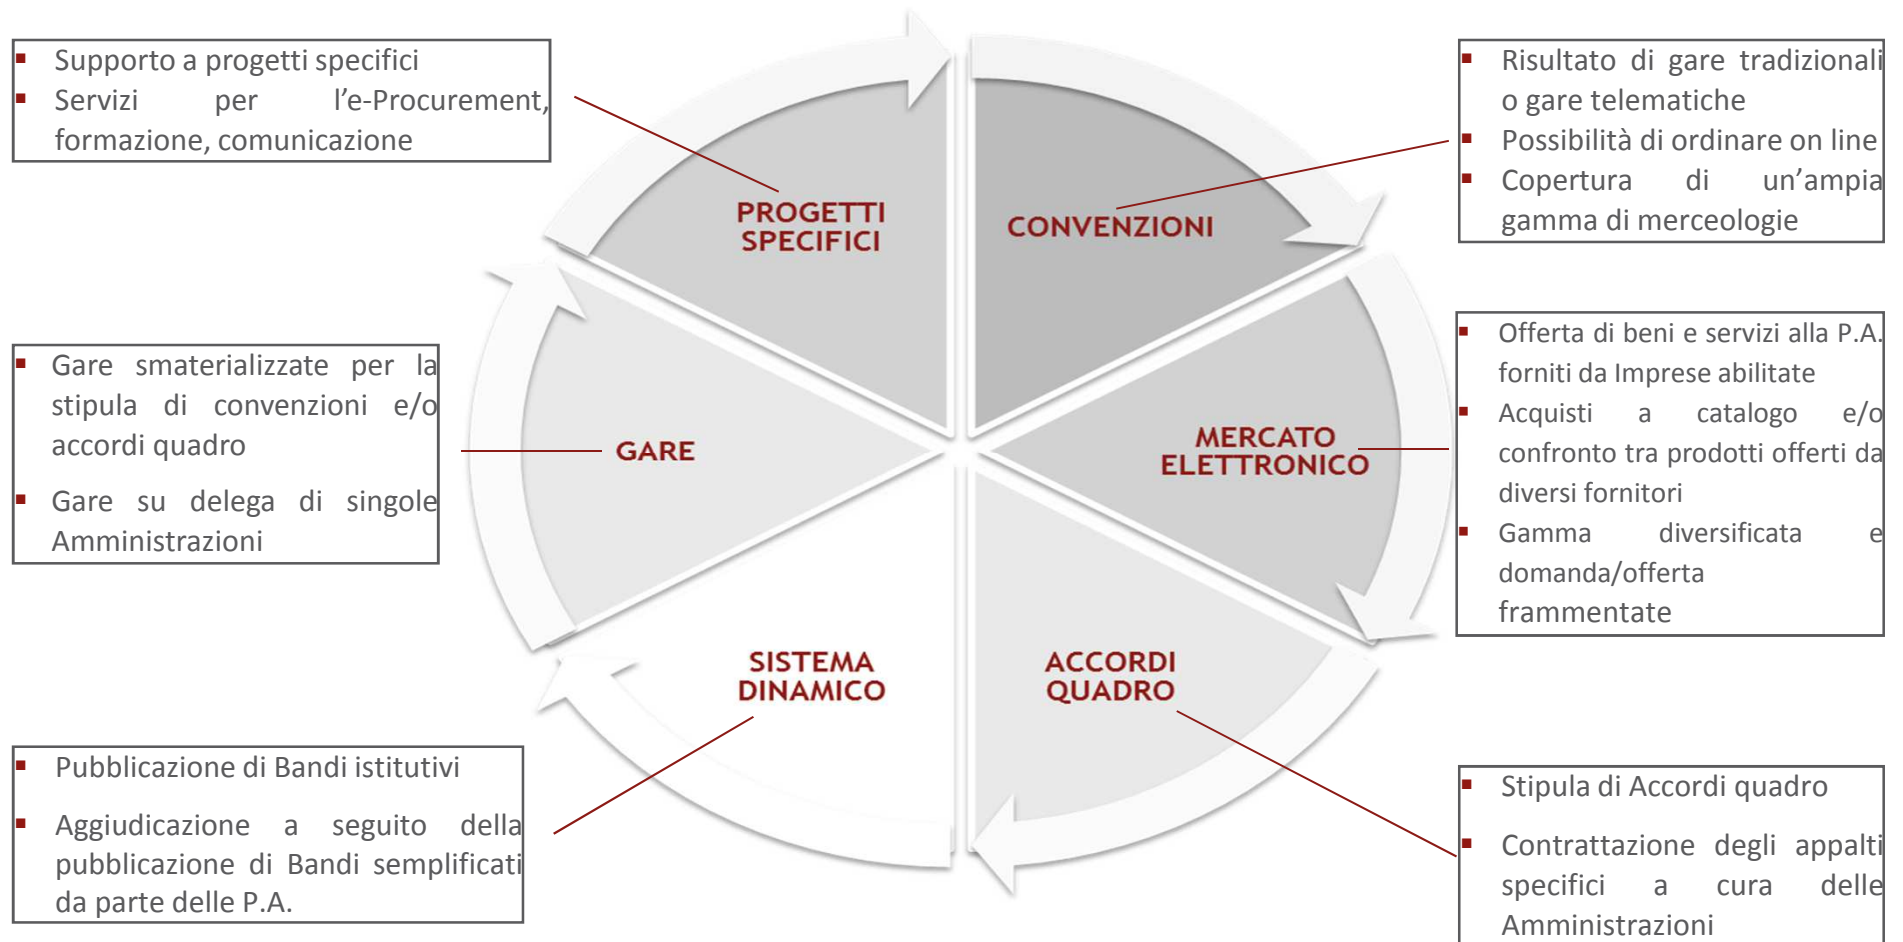 Supporto a progetti specifici
Servizi per l'e-Procurement,
formazione, comunicazione
Risultato di gare tradizionali
o gare telematiche
Possibilità di ordinare on line
Copertura di un'ampia
gamma di merceologie
PROGETTI
SPECIFICI
CONVENZIONI
Gare smaterializzate per la
stipula di convenzioni e/o
accordi quadro
Gare su delega di singole
Amministrazioni
GARE
MERCATO
ELETTRONICO
Offerta di beni e servizi alla P.A.
forniti da Imprese abilitate
Acquisti a catalogo e/o
confronto tra prodotti offerti da
diversi fornitori
Gamma diversificata e
domanda/offerta
frammentate
SISTEMA
DINAMICO
ACCORDI
QUADRO
Pubblicazione di Bandi istitutivi
Aggiudicazione a seguito della
pubblicazione di Bandi semplificati
da parte delle P.A.
Stipula di Accordi quadro
Contrattazione degli appalti
specifici a cura delle
Amministrazioni